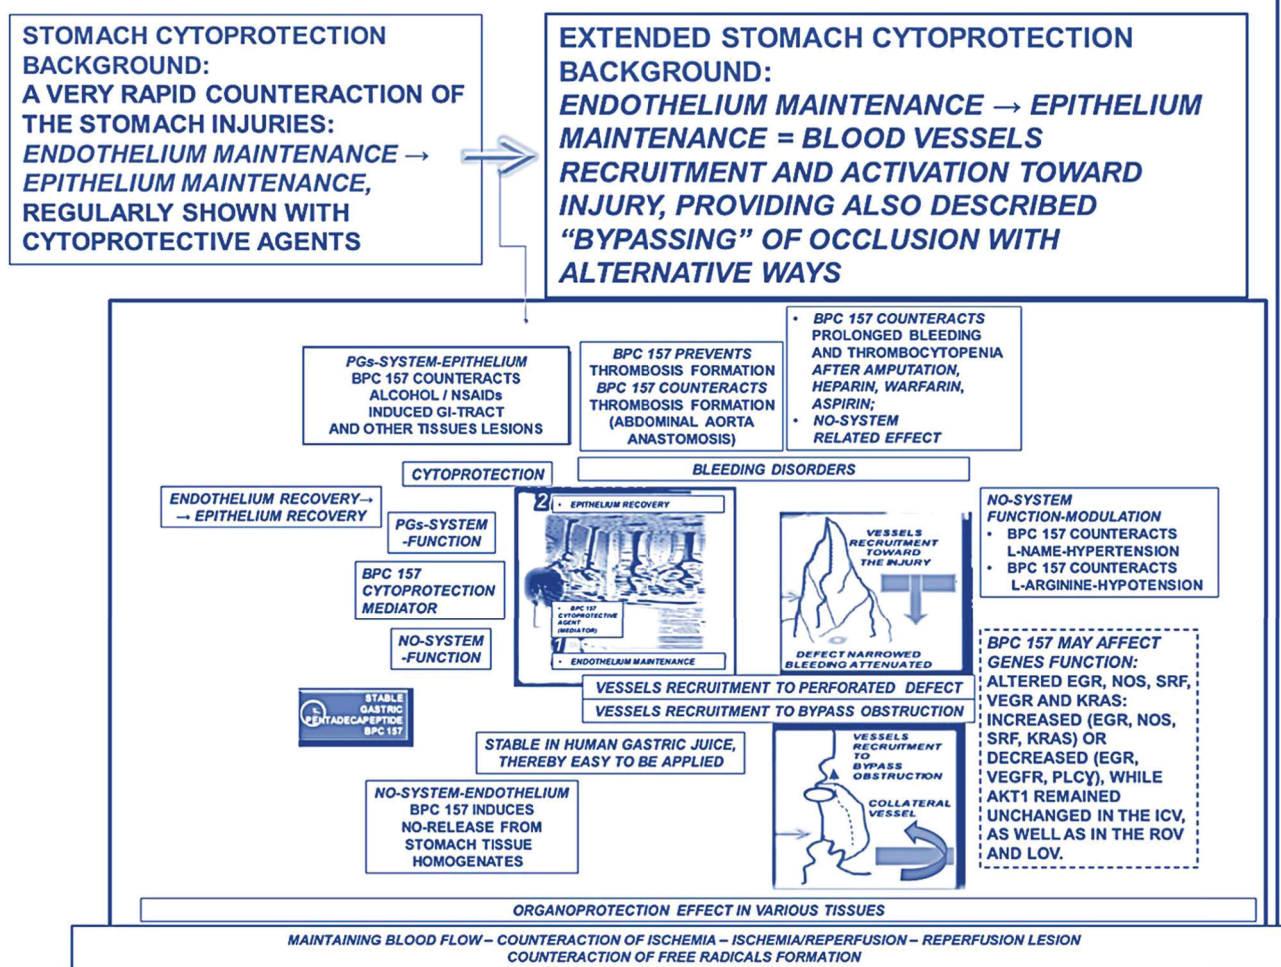 STOMACH CYTOPROTECTION
BACKGROUND:
A VERY RAPID COUNTERACTION OF
THE STOMACH INJURIES:
ENDOTHELIUM MAINTENANCE →
EPITHELIUM MAINTENANCE,
REGULARLY SHOWN WITH
CYTOPROTECTIVE AGENTS
EXTENDED STOMACH CYTOPROTECTION
BACKGROUND:
ENDOTHELIUM MAINTENANCE → EPITHELIUM
MAINTENANCE = BLOOD VESSELS
RECRUITMENT AND ACTIVATION TOWARD
INJURY, PROVIDING ALSO DESCRIBED
“BYPASSING” OF OCCLUSION WITH
ALTERNATIVE WAYS
PGs-SYSTEM-EPITHELIUM
BPC 157 COUNTERACTS
ALCOHOL / NSAIDs
INDUCED GI-TRACT
AND OTHER TISSUES LESIONS
BPC 157 PREVENTS
THROMBOSIS FORMATION
BPC 157 COUNTERACTS
THROMBOSIS FORMATION
(ABDOMINAL AORTA
ANASTOMOSIS)
• BPC 157 COUNTERACTS
PROLONGED BLEEDING
AND THROMBOCYTOPENIA
AFTER AMPUTATION,
HEPARIN, WARFARIN,
ASPIRIN;
• NO-SYSTEM
RELATED EFFECT
CYTOPROTECTION
BLEEDING DISORDERS
ENDOTHELIUM RECOVERY→
→ EPITHELIUM RECOVERY
PGs-SYSTEM
-FUNCTION
BPC 157
CYTOPROTECTION
MEDIATOR
NO-SYSTEM
-FUNCTION
2 • EPITHELIUM RECOVERY
• BPC 157
CYTOPROTECTIVE
AGENT
(MEDIATOR)
1 • ENDOTHELIUM MAINTENANCE
VESSELS
RECRUITMENT
TOWARD
THE INJURY
DEFECT NARROWED
BLEEDING ATTENUATED
NO-SYSTEM
FUNCTION-MODULATION
• BPC 157 COUNTERACTS
L-NAME-HYPERTENSION
• BPC 157 COUNTERACTS
L-ARGININE-HYPOTENSION
BPC 157 MAY AFFECT
GENES FUNCTION:
ALTERED EGR, NOS, SRF,
VEGR AND KRAS:
INCREASED (EGR, NOS,
SRF, KRAS) OR
DECREASED (EGR,
VEGFR, PLCɣ), WHILE
AKT1 REMAINED
UNCHANGED IN THE ICV,
AS WELL AS IN THE ROV
AND LOV.
VESSELS RECRUITMENT TO PERFORATED DEFECT
VESSELS RECRUITMENT TO BYPASS OBSTRUCTION
STABLE
GASTRIC
PENTADECAPEPTIDE
BPC 157
STABLE IN HUMAN GASTRIC JUICE,
THEREBY EASY TO BE APPLIED
VESSELS
RECRUITMENT
TO
BYPASS
OBSTRUCTION
COLLATERAL
VESSEL
NO-SYSTEM-ENDOTHELIUM
BPC 157 INDUCES
NO-RELEASE FROM
STOMACH TISSUE
HOMOGENATES
ORGANOPROTECTION EFFECT IN VARIOUS TISSUES
MAINTAINING BLOOD FLOW – COUNTERACTION OF ISCHEMIA – ISCHEMIA/REPERFUSION – REPERFUSION LESION
COUNTERACTION OF FREE RADICALS FORMATION